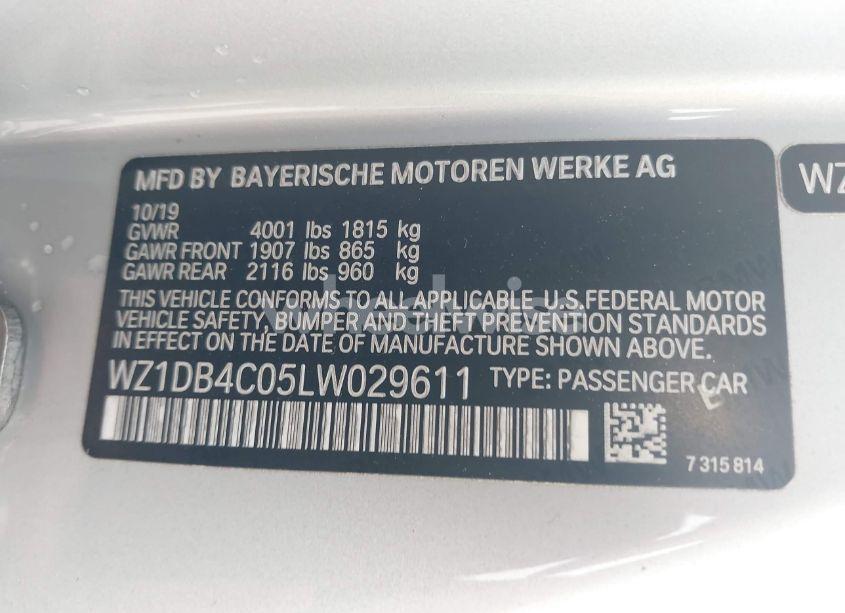 MFD BY BAYERISCHE MOTOREN WERKE AG
WZ
10/19
GVWR 4001 lbs 1815 kg
GAWR FRONT 1907 lbs 865 kg
GAWR REAR 2116 lbs 960 kg
THIS VEHICLE CONFORMS TO ALL APPLICABLE U.S.FEDERAL MOTOR
VEHICLE SAFETY, BUMPER AND THEFT PREVENTION STANDARDS
IN EFFECT ON THE DATE OF MANUFACTURE SHOWN ABOVE.
WZ1DB4C05LW029611 TYPE: PASSENGER CAR
E
7 315 814